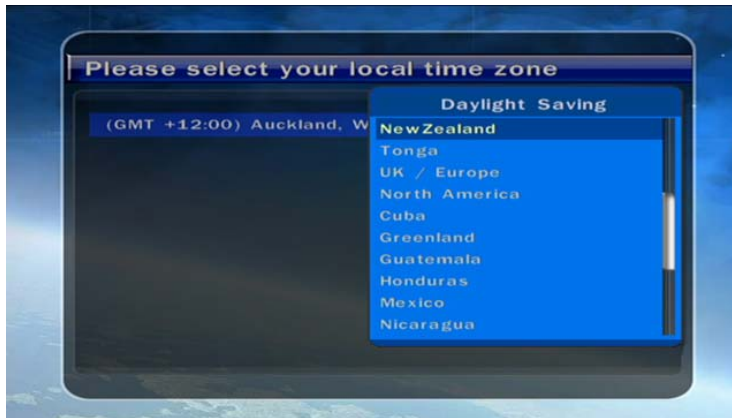 Please select your local time zone
Daylight Saving
(GMT +12:00) Auckland, W
NewZealand
Tonga
UK / Europe
North America
Cuba
Greenland
Guatemala
Honduras
Mexico
Nicaragua